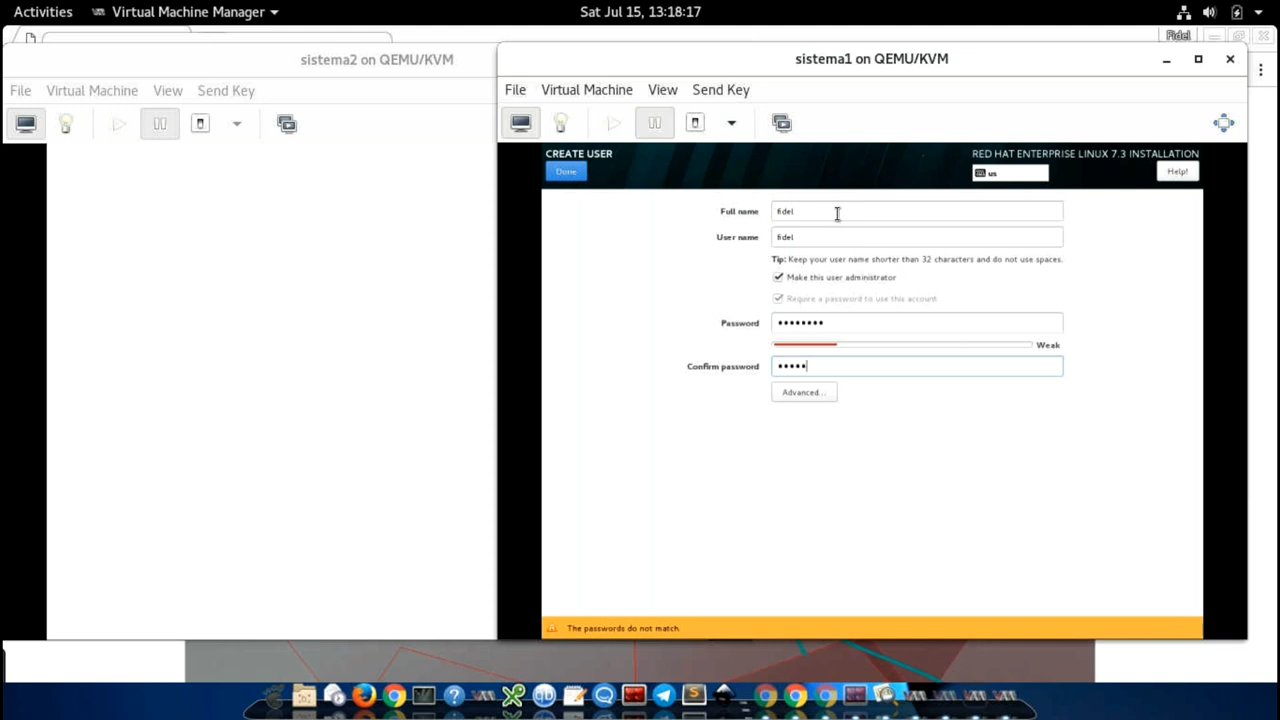 Activities Virtual Machine Manager Sat Jul 15, 13:18:17
Fidel
sistema2 on QEMU/KVM
File Virtual Machine View Send Key
sistema1 on QEMU/KVM
File Virtual Machine View Send Key
CREATE USER
RED HAT ENTERPRISE LINUX 7.3 INSTALLATION
Done
us
Help!
Full name fidel
User name fidel
Tip: Keep your user name shorter than 32 characters and do not use spaces.
Make this user administrator
Require a password to use this account
Password ••••••••
Weak
Confirm password •••••
Advanced...
The passwords do not match.